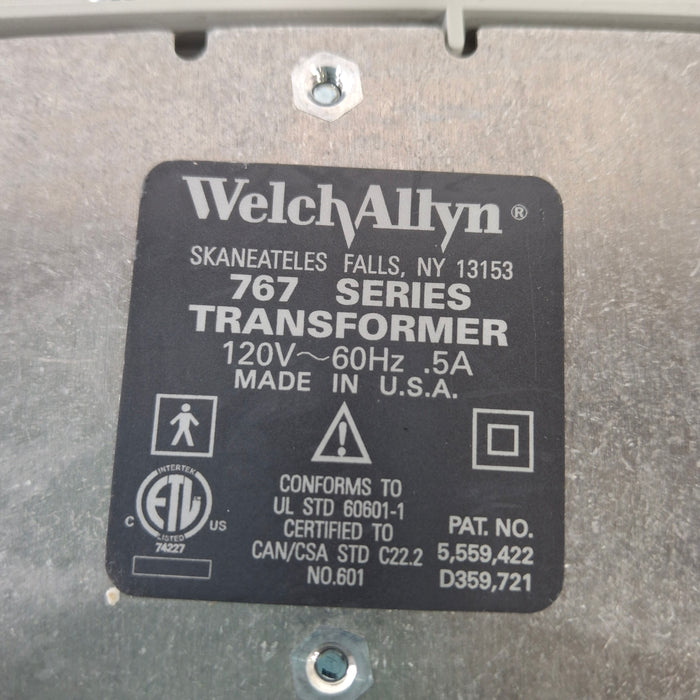 WelchAllyn®
SKANEATELES FALLS, NY 13153
767 SERIES
TRANSFORMER
120V~60Hz .5A
MADE IN U.S.A.
INTERTEK
ETL
C US
LISTED
74227
CONFORMS TO
UL STD 60601-1
CERTIFIED TO
CAN/CSA STD C22.2
NO.601
PAT. NO.
5,559,422
D359,721